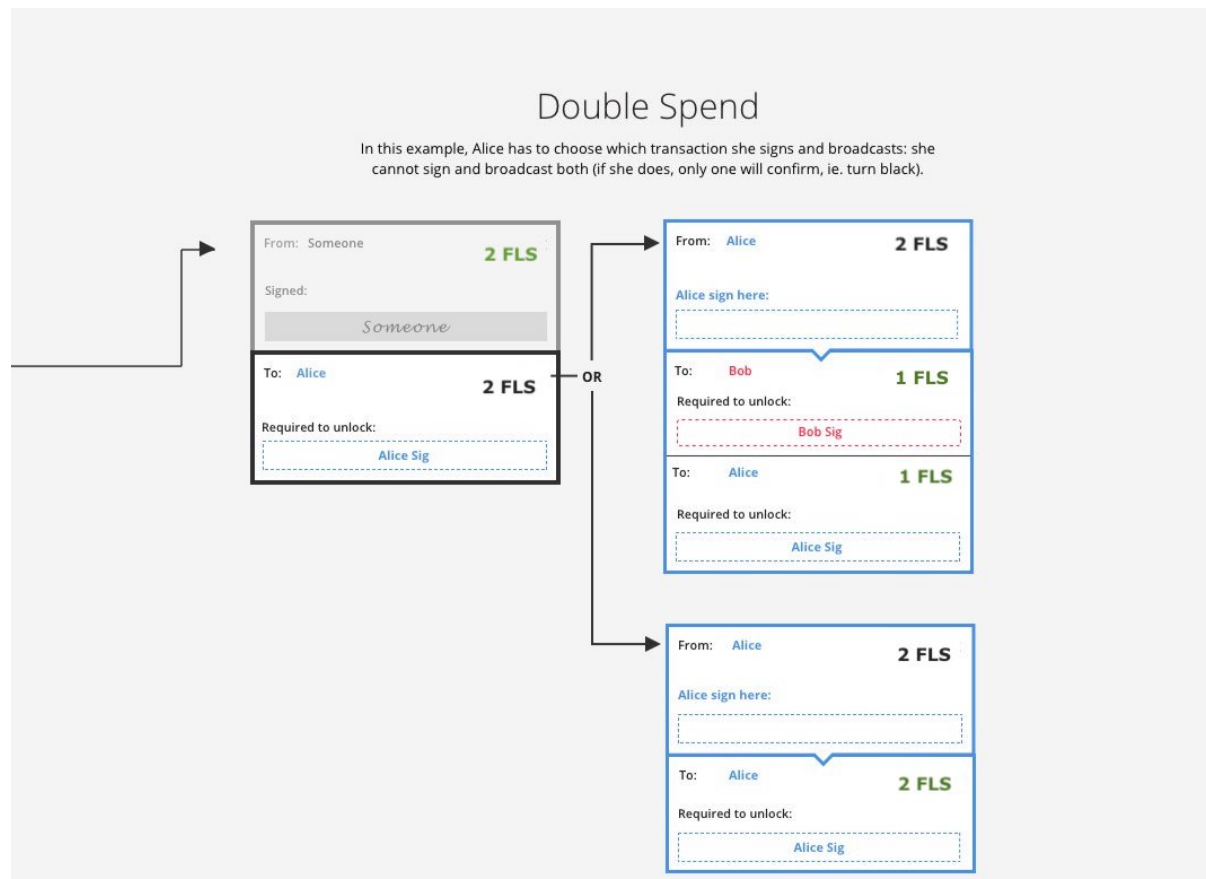 Double Spend
In this example, Alice has to choose which transaction she signs and broadcasts: she
cannot sign and broadcast both (if she does, only one will confirm, ie. turn black).
From: Someone
2 FLS
Signed:
Someone
To: Alice
2 FLS
Required to unlock:
Alice Sig
OR
From: Alice
2 FLS
Alice sign here:
To: Bob
1 FLS
Required to unlock:
Bob Sig
To: Alice
1 FLS
Required to unlock:
Alice Sig
From: Alice
2 FLS
Alice sign here:
To: Alice
2 FLS
Required to unlock:
Alice Sig